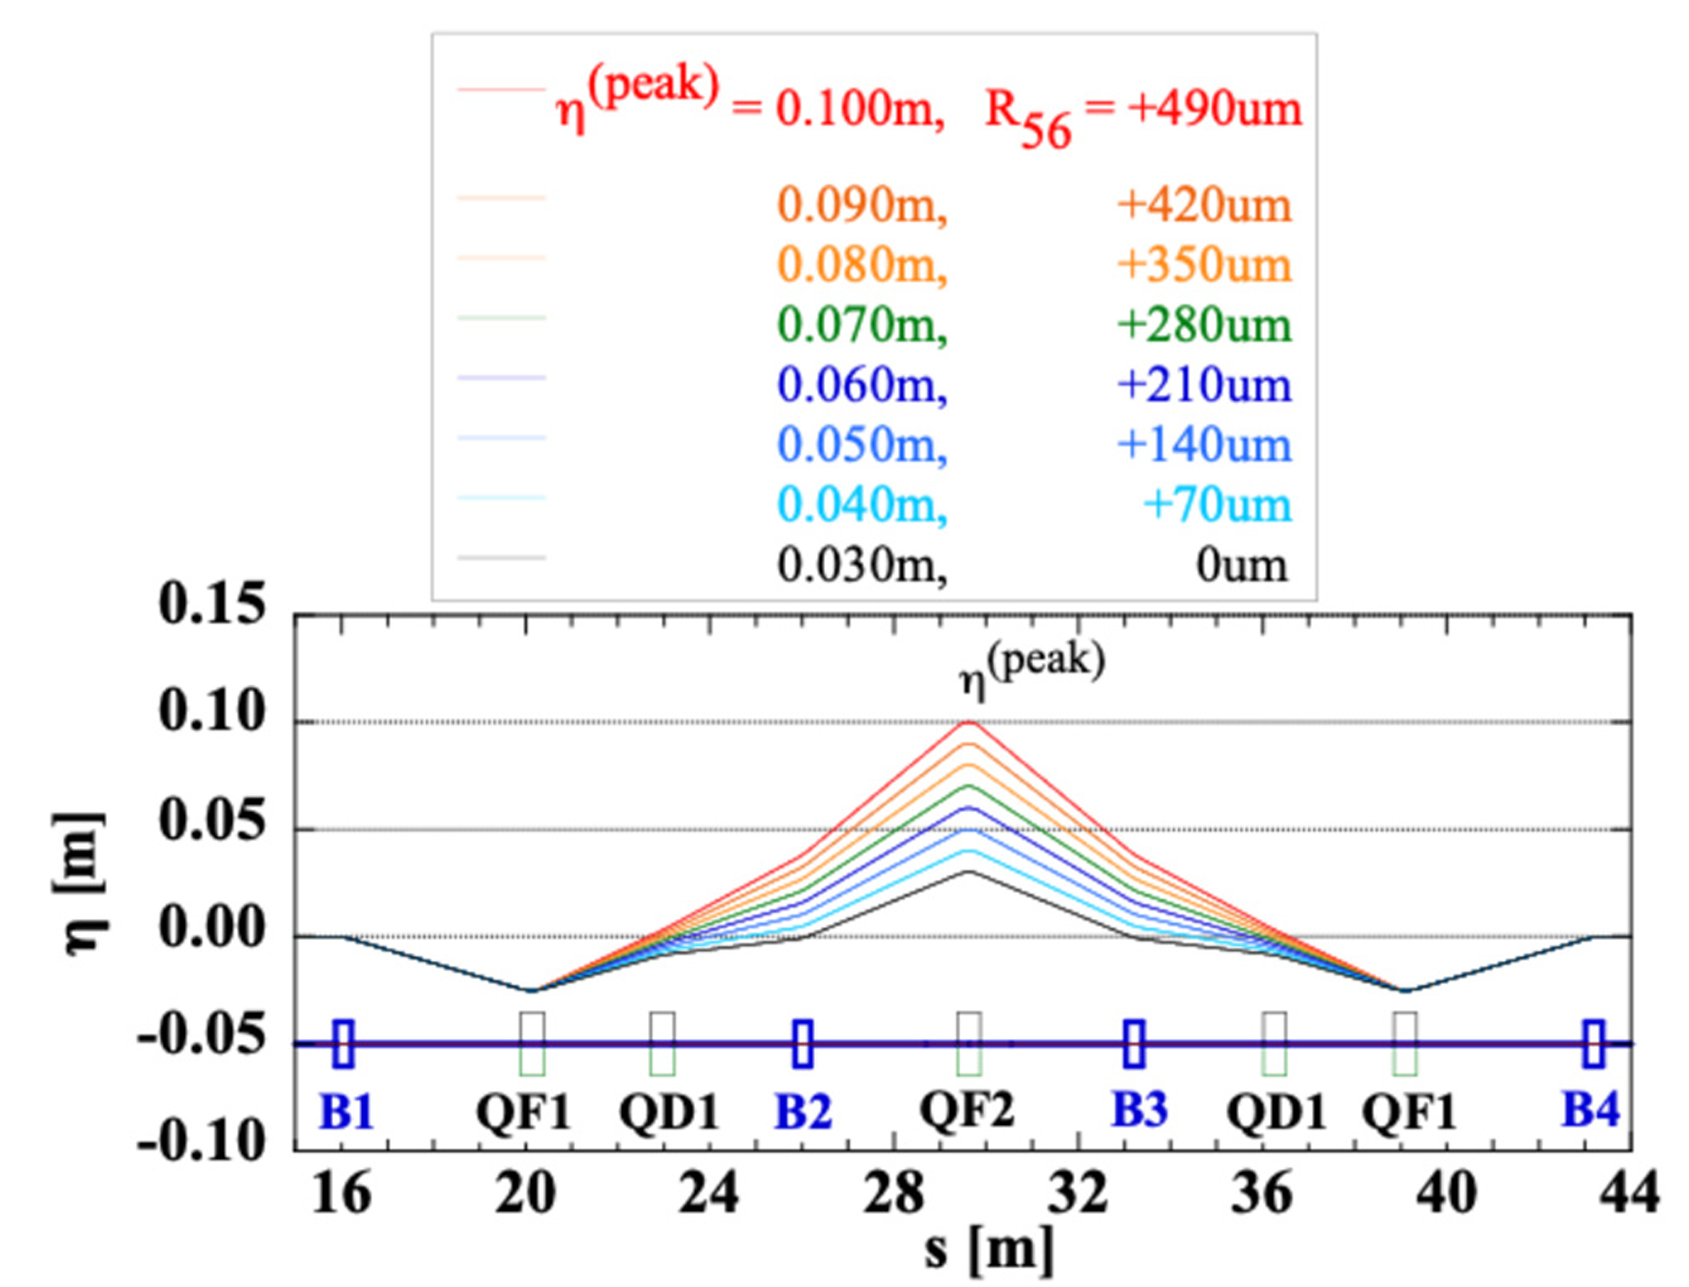 η(peak) = 0.100m, R56 = +490um
0.090m, +420um
0.080m, +350um
0.070m, +280um
0.060m, +210um
0.050m, +140um
0.040m, +70um
0.030m, 0um
0.15
η(peak)
0.10
0.05
η [m]
0.00
-0.05
B1 QF1 QD1 B2 QF2 B3 QD1 QF1 B4
-0.10
16 20 24 28 32 36 40 44
s [m]